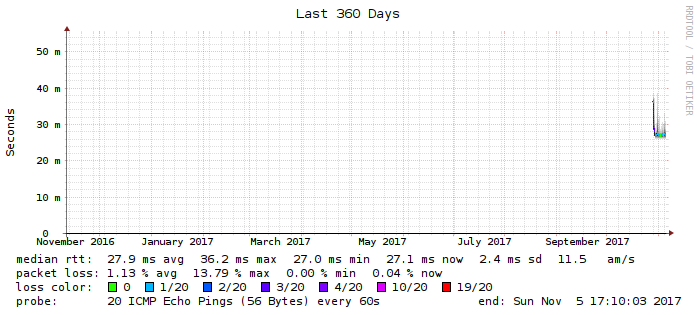 Last 360 Days
RRDTOOL / TOBI OETIKER
Seconds
50 m
40 m
30 m
20 m
10 m
0
November 2016 January 2017 March 2017 May 2017 July 2017 September 2017
median rtt: 27.9 ms avg 36.2 ms max 27.0 ms min 27.1 ms now 2.4 ms sd 11.5 am/s
packet loss: 1.13 % avg 13.79 % max 0.00 % min 0.04 % now
loss color: 0 1/20 2/20 3/20 4/20 10/20 19/20
probe: 20 ICMP Echo Pings (56 Bytes) every 60s end: Sun Nov 5 17:10:03 2017